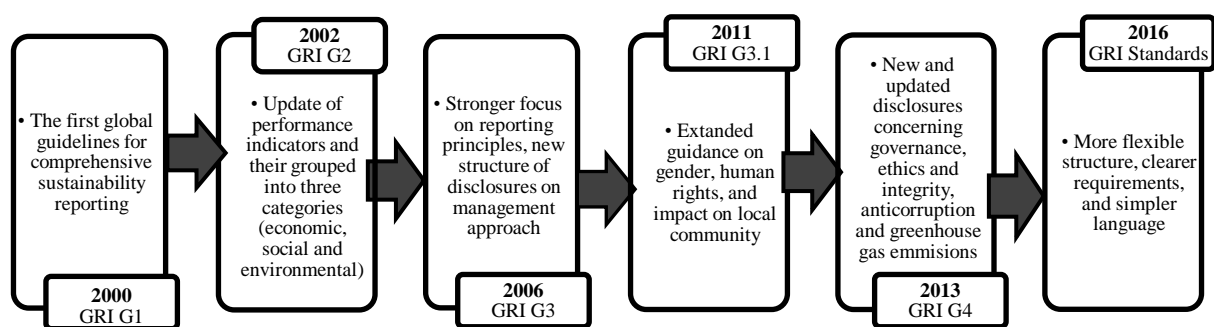 • The first global
guidelines for
comprehensive
sustainability
reporting
2000
GRI G1
2002
GRI G2
• Update of
performance
indicators and
their grouped
into three
categories
(economic,
social and
environmental)
• Stronger focus
on reporting
principles, new
structure of
disclosures on
management
approach
2006
GRI G3
2011
GRI G3.1
• Extanded
guidance on
gender, human
rights, and
impact on local
community
• New and
updated
disclosures
concerning
governance,
ethics and
integrity,
anticorruption
and greenhouse
gas emmisions
2013
GRI G4
2016
GRI Standards
• More flexible
structure, clearer
requirements,
and simpler
language